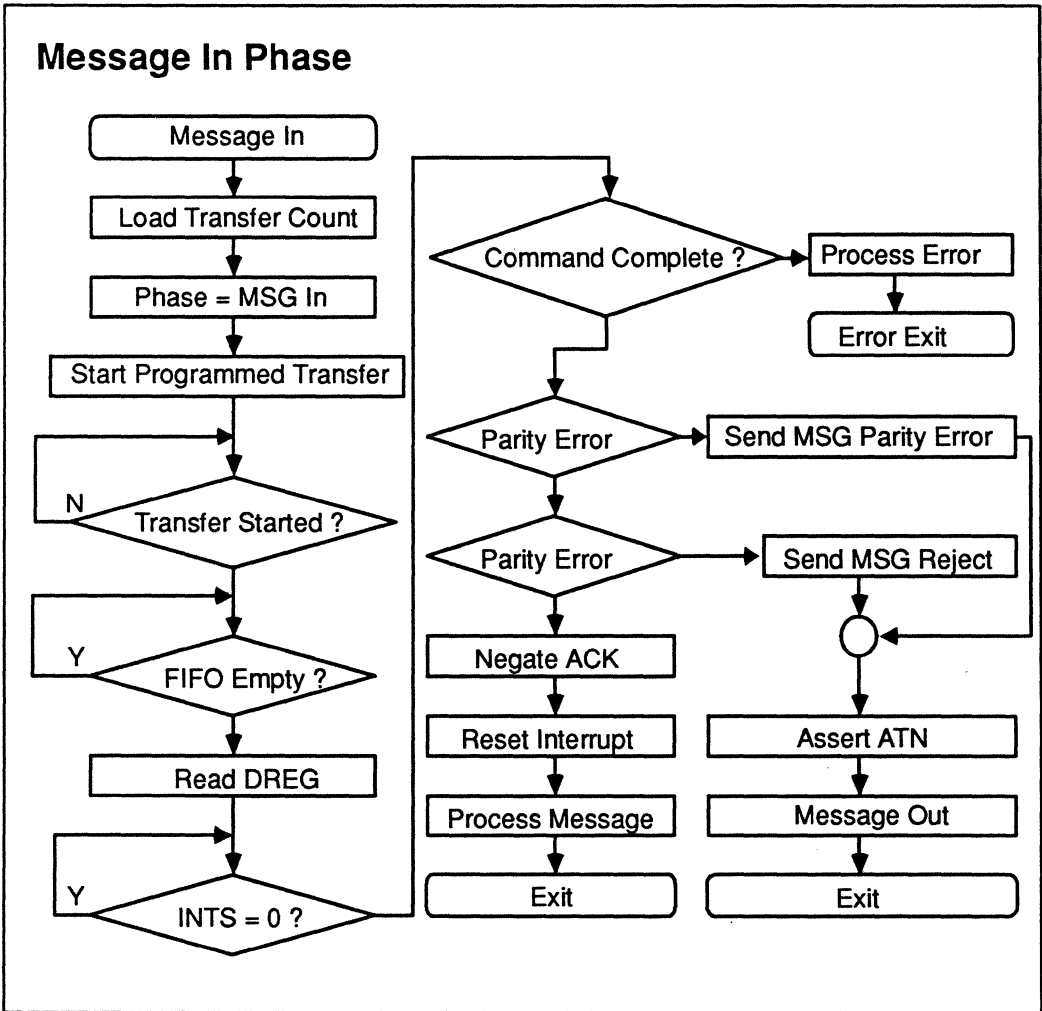 Message In Phase
Message In
Load Transfer Count
Phase = MSG In
Start Programmed Transfer
N
Transfer Started ?
Y
FIFO Empty ?
Read DREG
Y
INTS = 0 ?
Command Complete ?
Process Error
Error Exit
Parity Error
Send MSG Parity Error
Parity Error
Send MSG Reject
Negate ACK
Reset Interrupt
Process Message
Exit
Assert ATN
Message Out
Exit